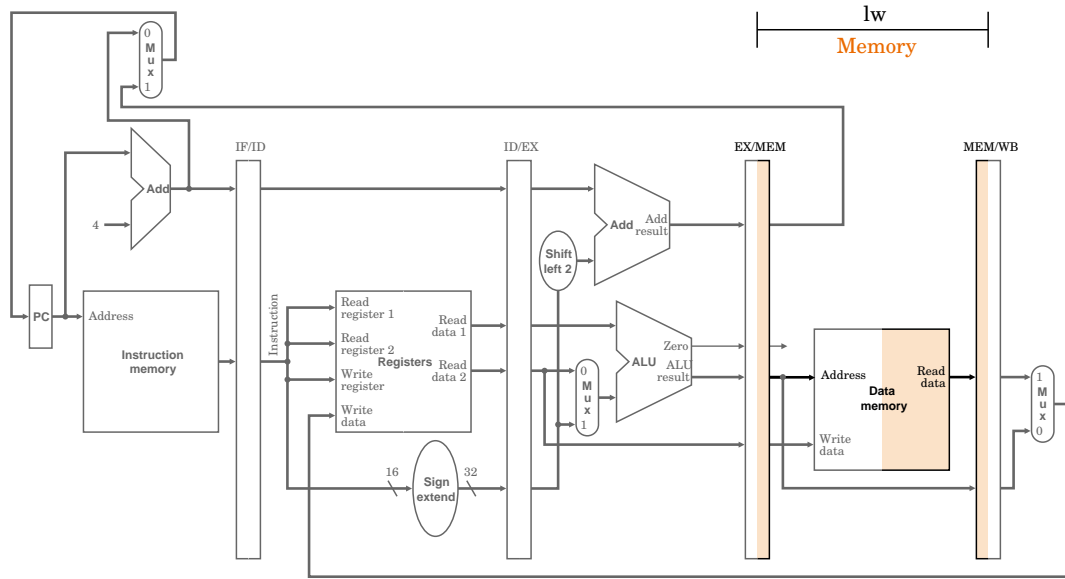 lw
Memory
0
M
u
x
1
IF/ID
ID/EX
EX/MEM
MEM/WB
Add
4
Add
Add
result
Shift
left 2
PC
Address
Instruction
memory
Instruction
Read
register 1
Read
register 2
Write
register
Write
data
Registers
Read
data 1
Read
data 2
16
Sign
extend
32
0
M
u
x
1
Zero
ALU
ALU
result
Address
Data
memory
Write
data
Read
data
1
M
u
x
0